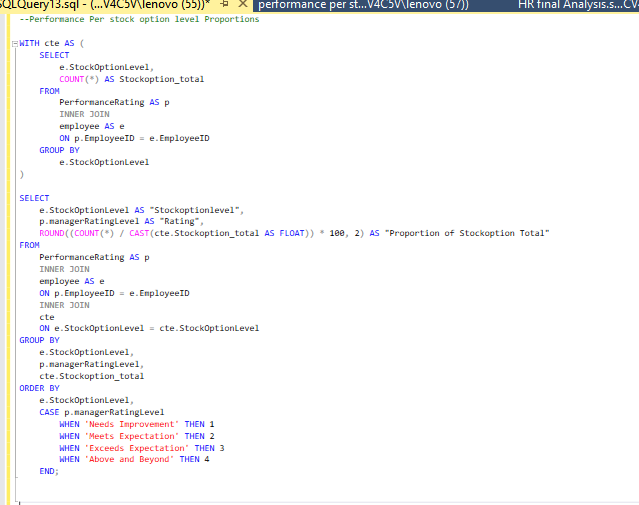 SQLQuery13.sql - (...V4C5V\lenovo (55))*
performance per st...V4C5V\lenovo (57))
HR final Analysis.s...CV4
--Performance Per stock option level Proportions
WITH cte AS (
SELECT
e.StockOptionLevel,
COUNT(*) AS Stockoption_total
FROM
PerformanceRating AS p
INNER JOIN
employee AS e
ON p.EmployeeID = e.EmployeeID
GROUP BY
e.StockOptionLevel
)
SELECT
e.StockOptionLevel AS "Stockoptionlevel",
p.managerRatingLevel AS "Rating",
ROUND((COUNT(*) / CAST(cte.Stockoption_total AS FLOAT)) * 100, 2) AS "Proportion of Stockoption Total"
FROM
PerformanceRating AS p
INNER JOIN
employee AS e
ON p.EmployeeID = e.EmployeeID
INNER JOIN
cte
ON e.StockOptionLevel = cte.StockOptionLevel
GROUP BY
e.StockOptionLevel,
p.managerRatingLevel,
cte.Stockoption_total
ORDER BY
e.StockOptionLevel,
CASE p.managerRatingLevel
WHEN 'Needs Improvement' THEN 1
WHEN 'Meets Expectation' THEN 2
WHEN 'Exceeds Expectation' THEN 3
WHEN 'Above and Beyond' THEN 4
END;